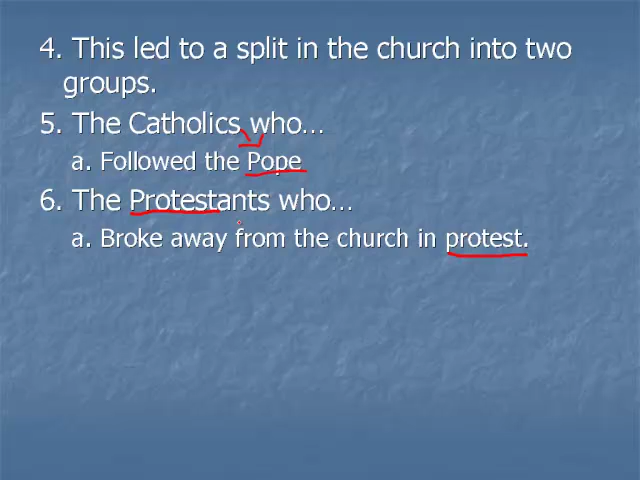 4. This led to a split in the church into two
groups.
5. The Catholics who…
a. Followed the Pope
6. The Protestants who…
a. Broke away from the church in protest.